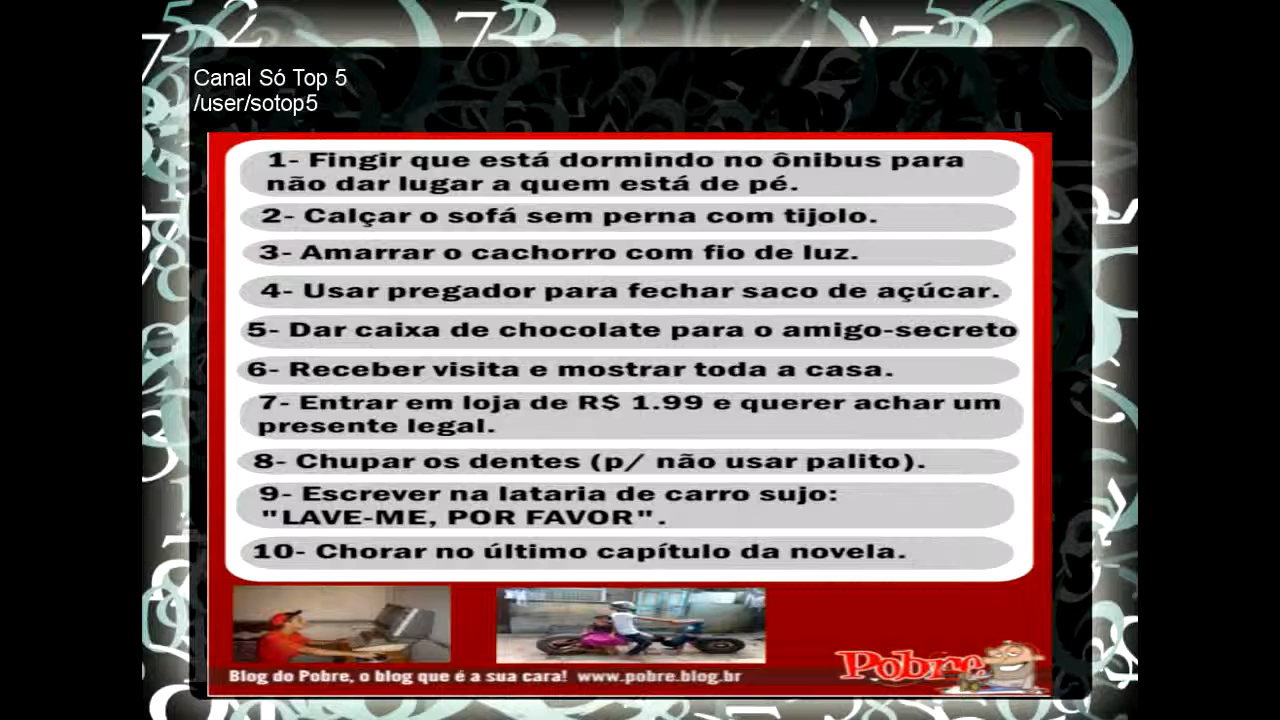 Canal Só Top 5
/user/sotop5
1- Fingir que está dormindo no ônibus para
não dar lugar a quem está de pé.
2- Calçar o sofá sem perna com tijolo.
3- Amarrar o cachorro com fio de luz.
4- Usar pregador para fechar saco de açúcar.
5- Dar caixa de chocolate para o amigo-secreto
6- Receber visita e mostrar toda a casa.
7- Entrar em loja de R$ 1.99 e querer achar um
presente legal.
8- Chupar os dentes (p/ não usar palito).
9- Escrever na lataria de carro sujo:
"LAVE-ME, POR FAVOR".
10- Chorar no último capítulo da novela.
Blog do Pobre, o blog que é a sua cara! www.pobre.blog.br
Pobre